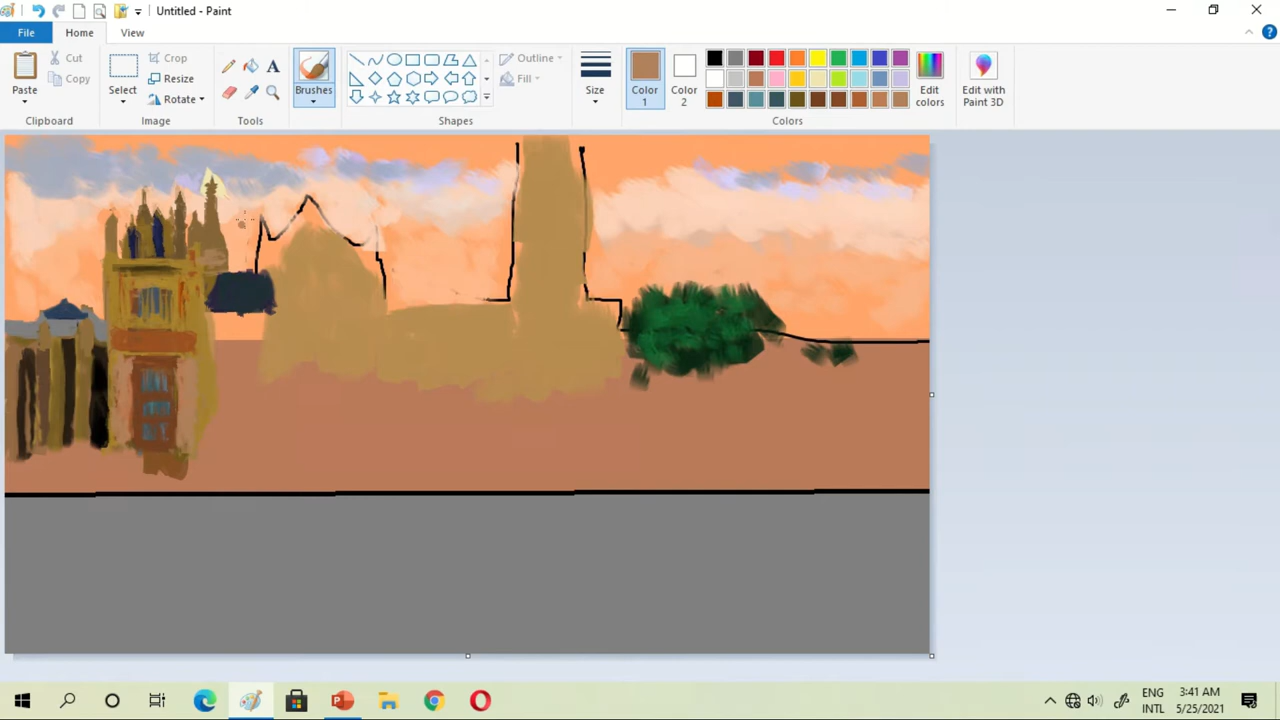 Untitled - Paint
File
Home
View
Paste
Cut
Copy
Clipboard
Select
Crop
Resize
Rotate
Image
Tools
Brushes
Shapes
Outline
Fill
Size
Color 1
Color 2
Colors
Edit colors
Edit with Paint 3D
ENG
INTL
3:41 AM
5/25/2021